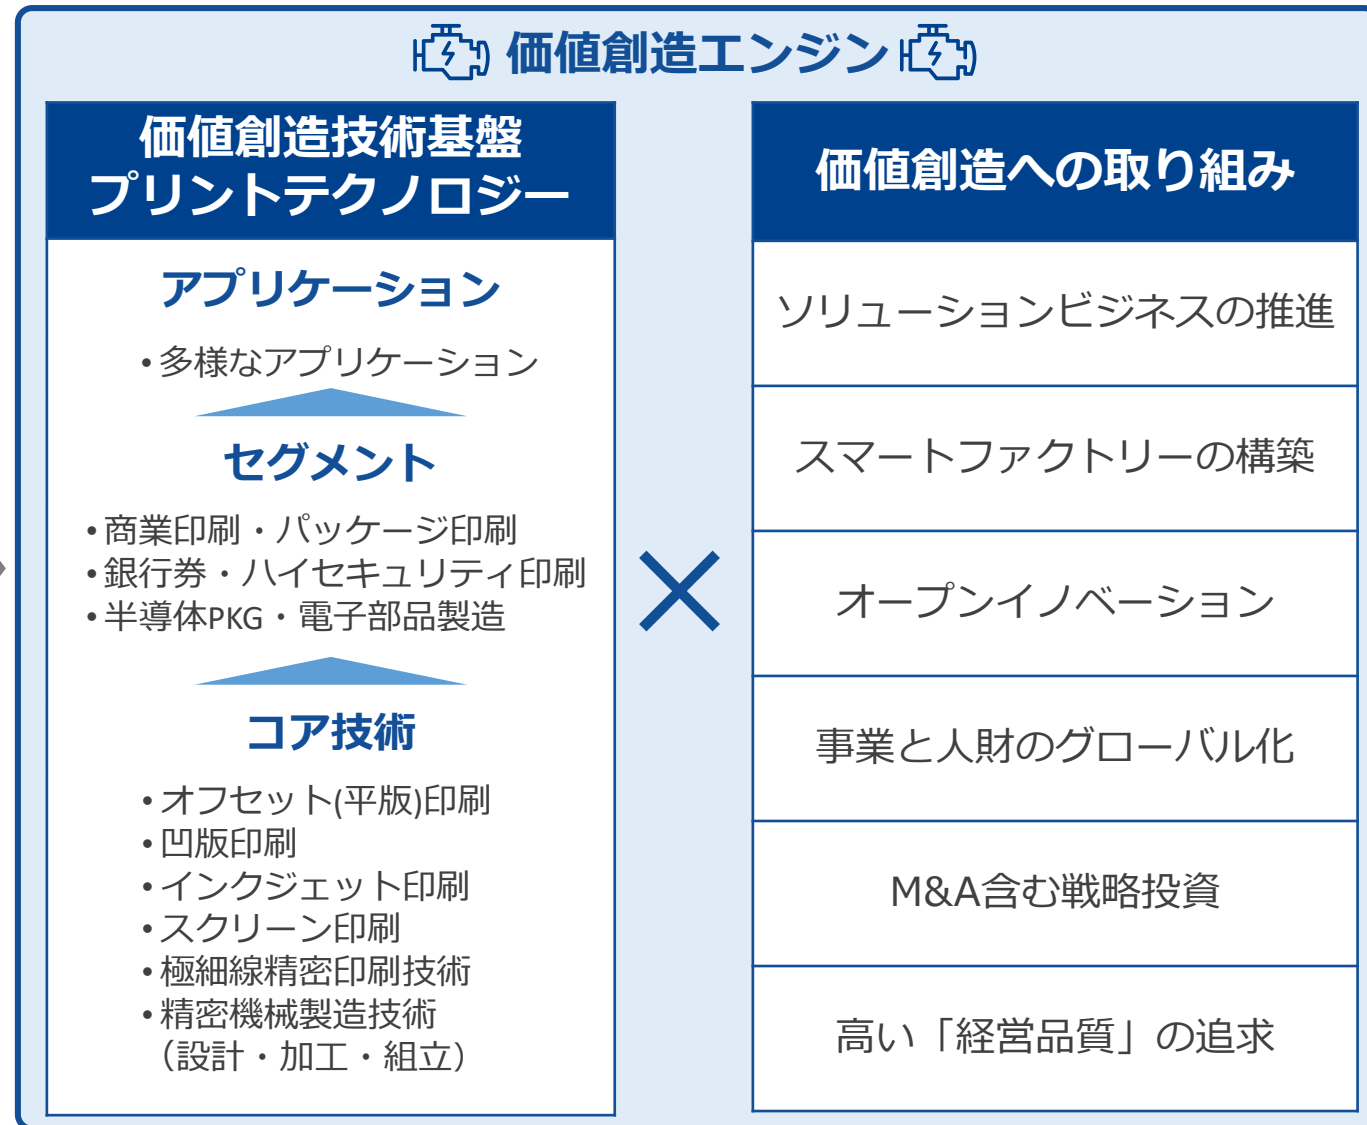 価値創造エンジン
価値創造技術基盤
プリントテクノロジー
アプリケーション
•多様なアプリケーション
セグメント
•商業印刷・パッケージ印刷
•銀行券・ハイセキュリティ印刷
•半導体PKG・電子部品製造
コア技術
•オフセット(平版)印刷
•凹版印刷
•インクジェット印刷
•スクリーン印刷
•極細線精密印刷技術
•精密機械製造技術
（設計・加工・組立）
×
価値創造への取り組み
ソリューションビジネスの推進
スマートファクトリーの構築
オープンイノベーション
事業と人財のグローバル化
M&A含む戦略投資
高い「経営品質」の追求